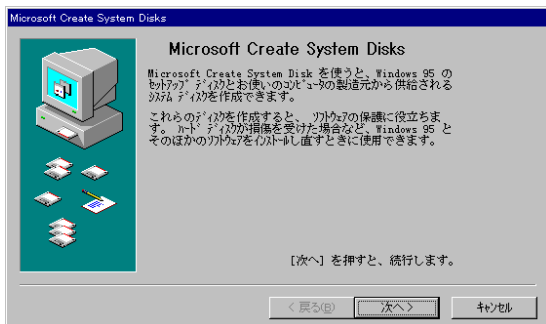 Microsoft Create System Disks
Microsoft Create System Disks
Microsoft Create System Disk を使うと、Windows 95 の
ｾｯﾄｱｯﾌﾟ ﾃﾞｨｽｸとお使いのｺﾝﾋﾟｭｰﾀの製造元から供給される
ｼｽﾃﾑ ﾃﾞｨｽｸを作成できます。
これらのﾃﾞｨｽｸを作成すると、 ｿﾌﾄｳｪｱの保護に役立ちま
す。 ﾊｰﾄﾞ ﾃﾞｨｽｸが損傷を受けた場合など、Windows 95 と
そのほかのｿﾌﾄｳｪｱをｲﾝｽﾄｰﾙし直すときに使用できます。
[次へ] を押すと、続行します。
< 戻る(B)
次へ >
ｷｬﾝｾﾙ